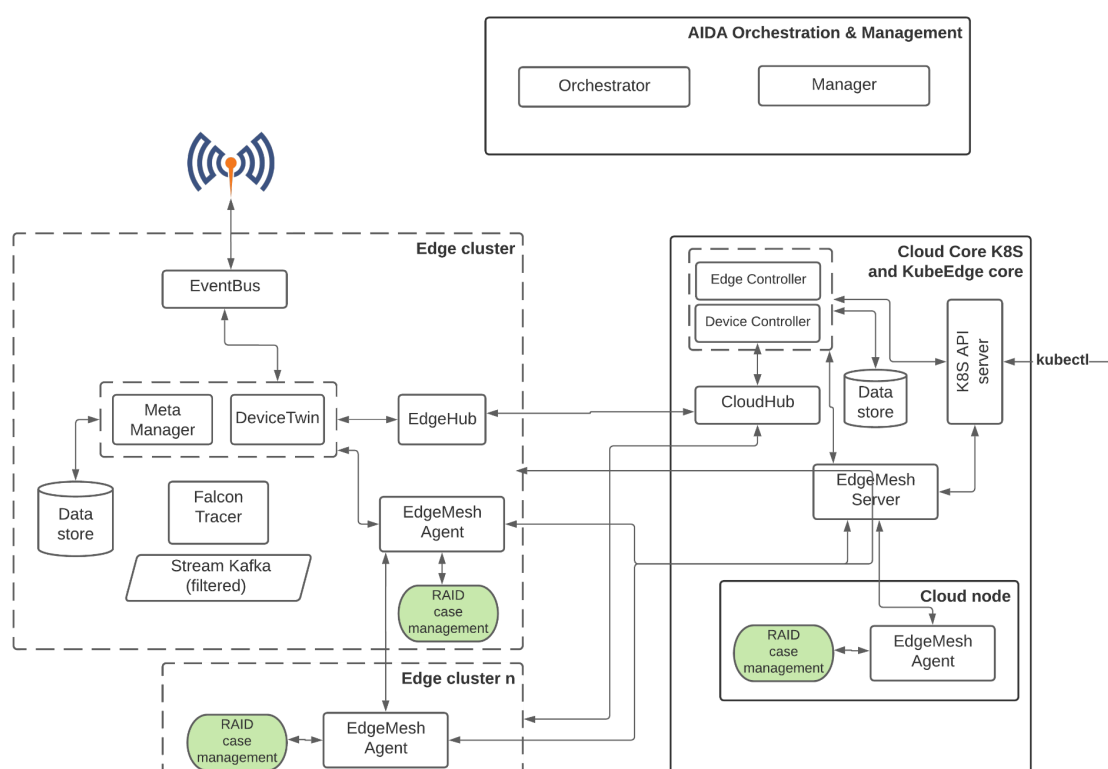 AIDA Orchestration & Management
Orchestrator
Manager
Edge cluster
EventBus
Meta
Manager
DeviceTwin
EdgeHub
Data
store
Falcon
Tracer
Stream Kafka
(filtered)
EdgeMesh
Agent
RAID
case
management
Edge cluster n
RAID
case
management
EdgeMesh
Agent
Cloud Core K8S
and KubeEdge core
Edge Controller
Device Controller
CloudHub
Data
store
K8S API
server
kubectl
EdgeMesh
Server
Cloud node
RAID
case
management
EdgeMesh
Agent